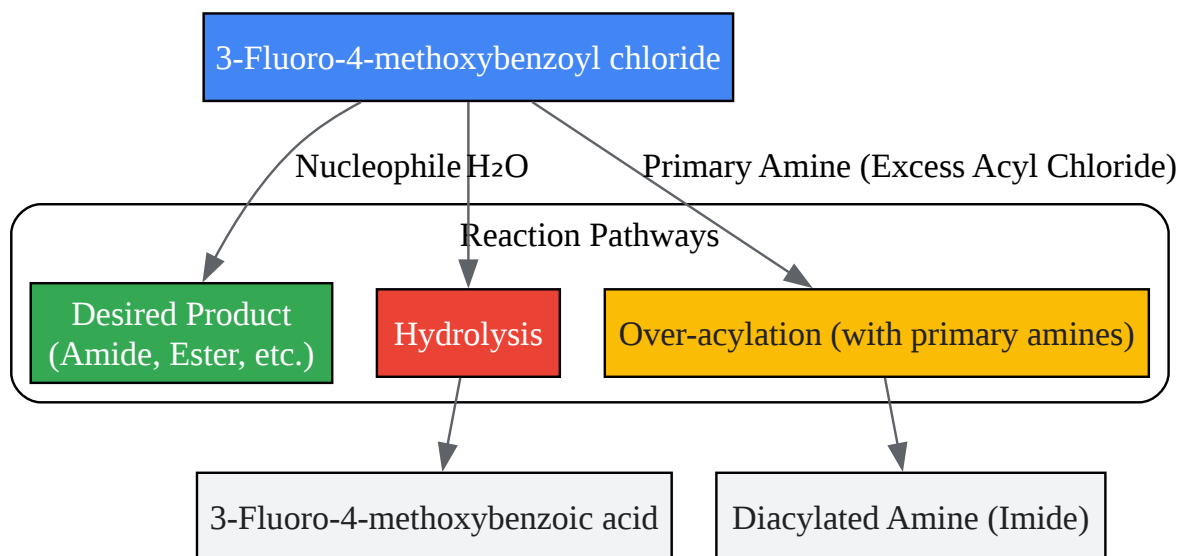 3-Fluoro-4-methoxybenzoyl chloride
Nucleophile
H₂O
Primary Amine (Excess Acyl Chloride)
Reaction Pathways
Desired Product
(Amide, Ester, etc.)
Hydrolysis
Over-acylation (with primary amines)
3-Fluoro-4-methoxybenzoic acid
Diacylated Amine (Imide)